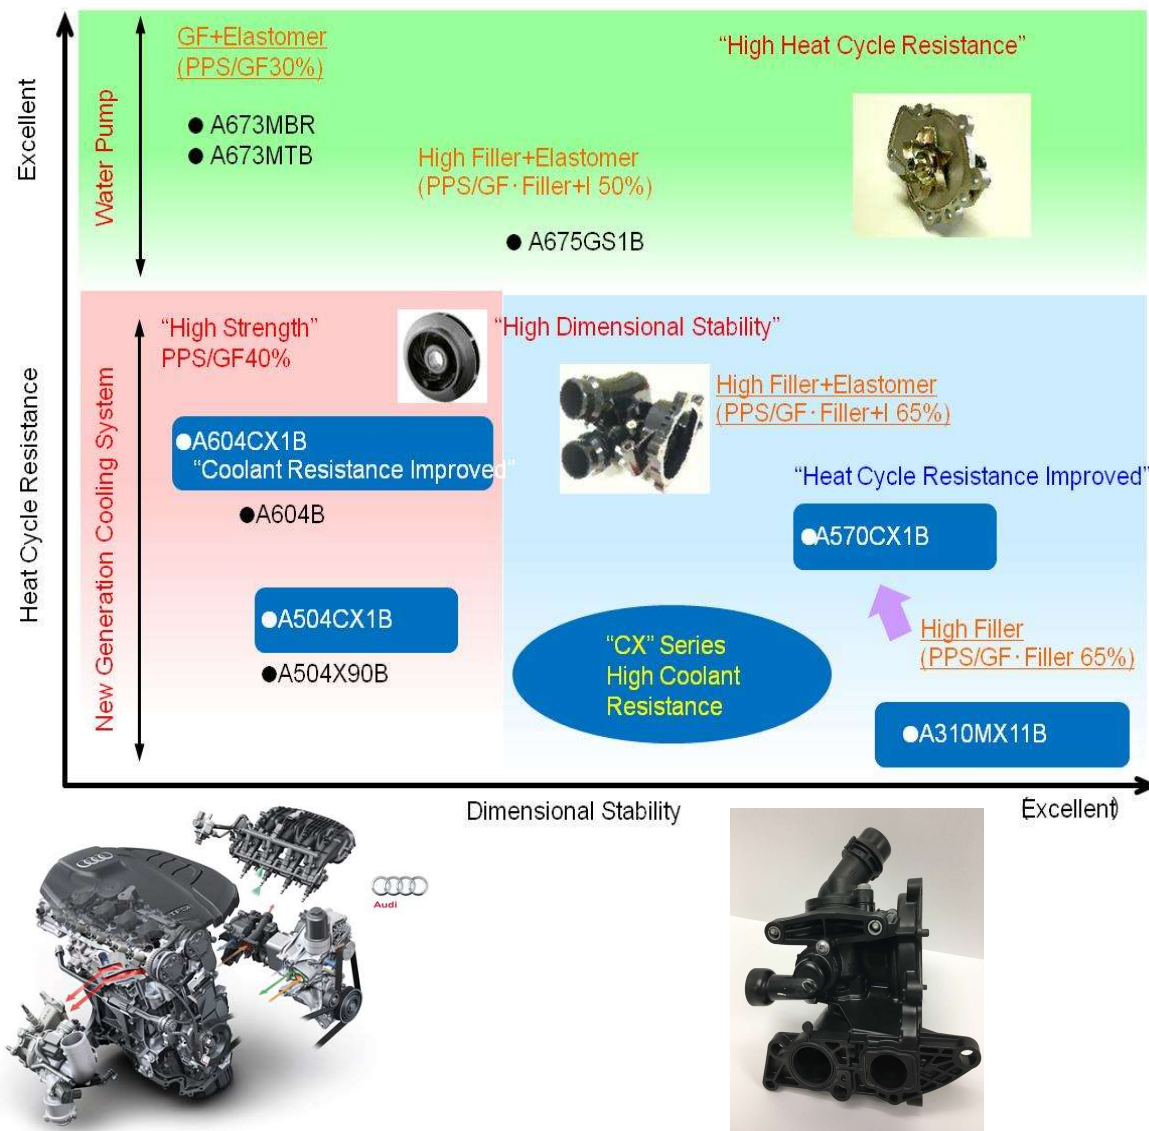 Excellent
Heat Cycle Resistance
Water Pump
GF+Elastomer
(PPS/GF30%)
● A673MBR
● A673MTB
High Filler+Elastomer
(PPS/GF·Filler+I 50%)
● A675GS1B
“High Heat Cycle Resistance”
New Generation Cooling System
“High Strength”
PPS/GF40%
●A604CX1B
“Coolant Resistance Improved”
●A604B
●A504CX1B
●A504X90B
“High Dimensional Stability”
High Filler+Elastomer
(PPS/GF·Filler+I 65%)
“Heat Cycle Resistance Improved”
●A570CX1B
“CX” Series
High Coolant
Resistance
High Filler
(PPS/GF·Filler 65%)
●A310MX11B
Dimensional Stability
(Excellent)
Audi